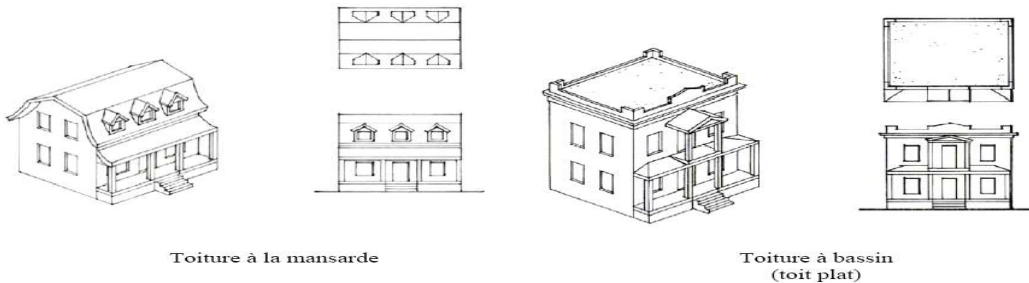 Toiture à la mansarde
Toiture à bassin
(toit plat)